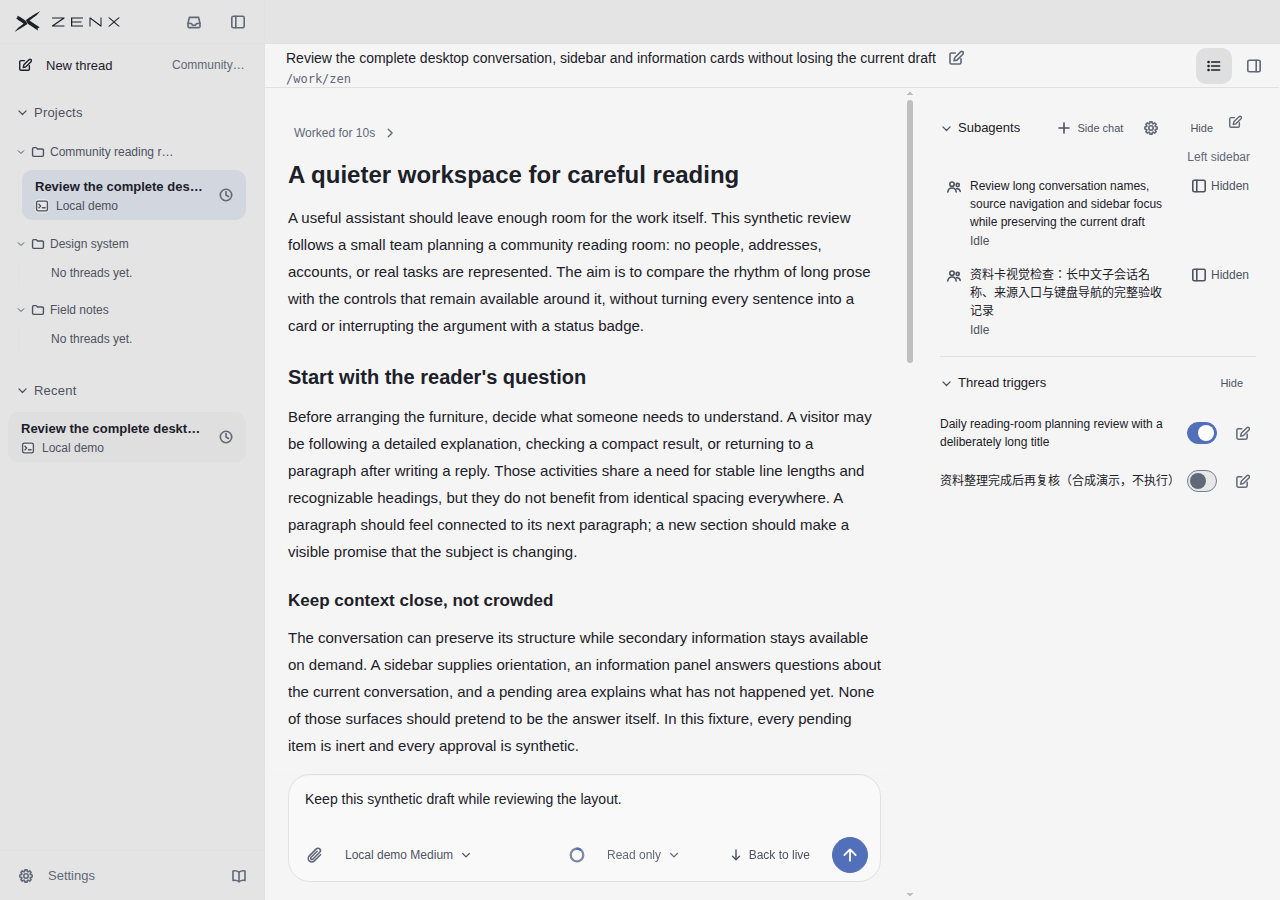 ZENX
New thread
Community…
Projects
Community reading r…
Review the complete des…
Local demo
Design system
No threads yet.
Field notes
No threads yet.
Recent
Review the complete deskt…
Local demo
Settings
Review the complete desktop conversation, sidebar and information cards without losing the current draft
/work/zen
Worked for 10s
A quieter workspace for careful reading
A useful assistant should leave enough room for the work itself. This synthetic review
follows a small team planning a community reading room: no people, addresses,
accounts, or real tasks are represented. The aim is to compare the rhythm of long prose
with the controls that remain available around it, without turning every sentence into a
card or interrupting the argument with a status badge.
Start with the reader's question
Before arranging the furniture, decide what someone needs to understand. A visitor may
be following a detailed explanation, checking a compact result, or returning to a
paragraph after writing a reply. Those activities share a need for stable line lengths and
recognizable headings, but they do not benefit from identical spacing everywhere. A
paragraph should feel connected to its next paragraph; a new section should make a
visible promise that the subject is changing.
Keep context close, not crowded
The conversation can preserve its structure while secondary information stays available
on demand. A sidebar supplies orientation, an information panel answers questions about
the current conversation, and a pending area explains what has not happened yet. None
of those surfaces should pretend to be the answer itself. In this fixture, every pending
item is inert and every approval is synthetic.
Keep this synthetic draft while reviewing the layout.
Local demo Medium
Read only
Back to live
Subagents
Side chat
Hide
Left sidebar
Review long conversation names,
source navigation and sidebar focus
while preserving the current draft
Idle
Hidden
资料卡视觉检查：长中文子会话名
称、来源入口与键盘导航的完整验收
记录
Idle
Hidden
Thread triggers
Hide
Daily reading-room planning review with a
deliberately long title
资料整理完成后再复核（合成演示，不执行）